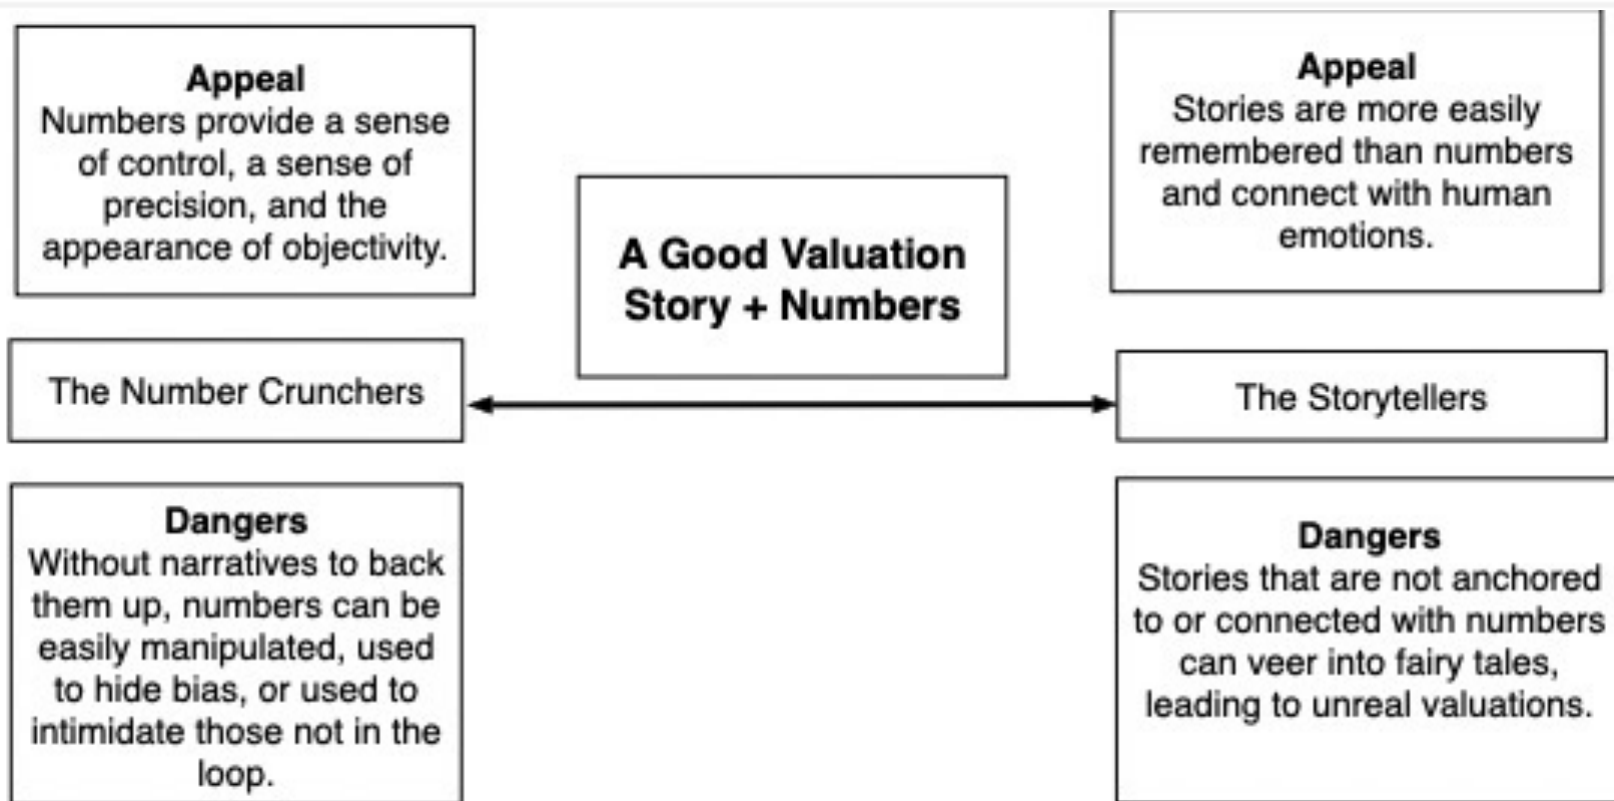 Appeal
Numbers provide a sense
of control, a sense of
precision, and the
appearance of objectivity.
The Number Crunchers
Dangers
Without narratives to back
them up, numbers can be
easily manipulated, used
to hide bias, or used to
intimidate those not in the
loop.
A Good Valuation
Story + Numbers
Appeal
Stories are more easily
remembered than numbers
and connect with human
emotions.
The Storytellers
Dangers
Stories that are not anchored
to or connected with numbers
can veer into fairy tales,
leading to unreal valuations.